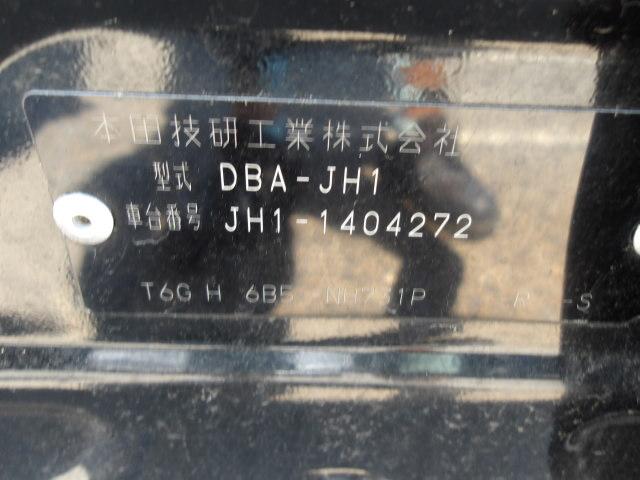 本田技研工業株式会社
型式 DBA-JH1
車台番号 JH1-1404272
T6G H 6B5 NH731P R -S